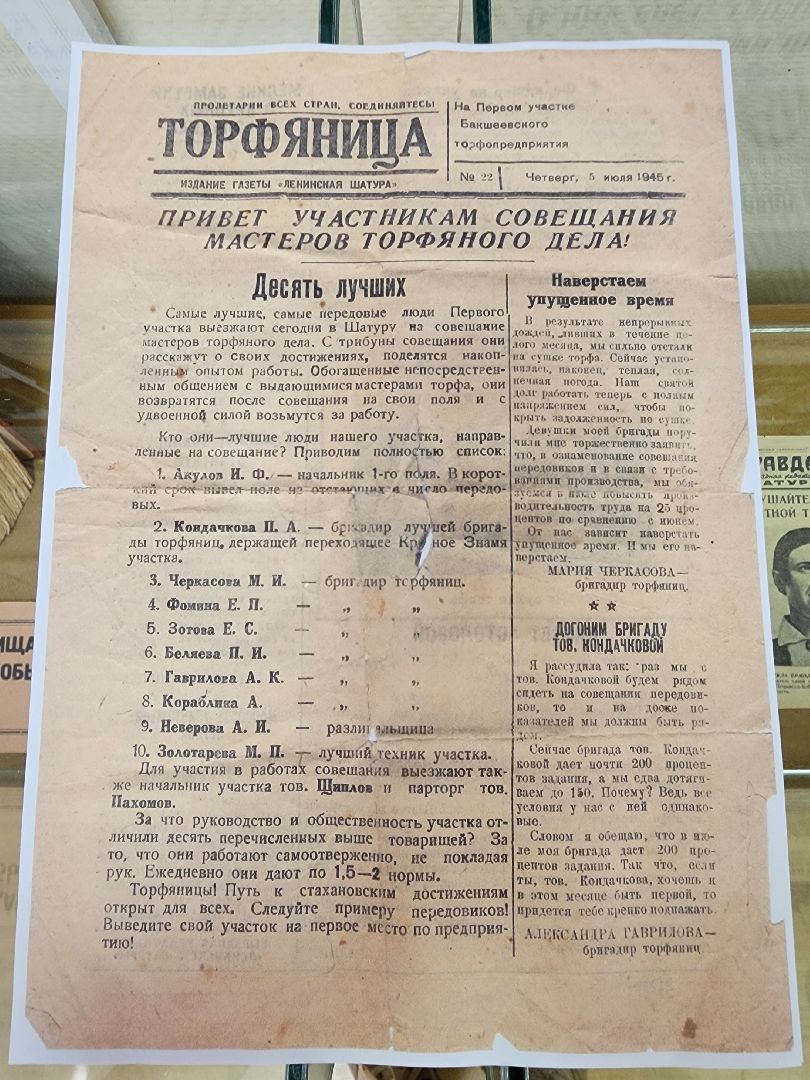 ПРОЛЕТАРИИ ВСЕХ СТРАН, СОЕДИНЯЙТЕСЬ
ТОРФЯНИЦА
ИЗДАНИЕ ГАЗЕТЫ «ЛЕНИНСКАЯ ШАТУРА»
На Первом участке
Бакшеевского
торфопредприятия
№ 22
Четверг, 5 июля 1945 г.
ПРИВЕТ УЧАСТНИКАМ СОВЕЩАНИЯ
МАСТЕРОВ ТОРФЯНОГО ДЕЛА!
Десять лучших
Самые лучшие, самые передовые люди Первого
участка выезжают сегодня в Шатуру на совещание
мастеров торфяного дела. С трибуны совещания они
расскажут о своих достижениях, поделятся накоп-
ленным опытом работы. Обогащенные непосредствен-
ным общением с выдающимися мастерами торфа, они
возвратятся после совещания на свои поля и с
удвоенной силой возьмутся за работу.
Кто они—лучшие люди нашего участка, направ-
ленные на совещание? Приводим полностью список:
1. Акулов И. Ф. — начальник 1-го поля. В корот-
кий срок вывел поле из отстающих в число передо-
вых.
2. Кондачкова П. А. — бригадир лучшей брига-
ды торфяниц, держащей переходящее Красное Знамя
участка.
3. Черкасова М. И. — бригадир торфяниц.
4. Фомина Е. П. — „ „
5. Зотова Е. С. — „ „
6. Беляева П. И. — „ „
7. Гаврилова А. К. — „ „
8. Кораблина А. — „ „
9. Неверова А. И. — разливальщица
10. Золотарева М. П. — лучший техник участка.
Для участия в работах совещания выезжают так-
же начальник участка тов. Щиплов и парторг тов.
Пахомов.
За что руководство и общественность участка от-
личили десять перечисленных выше товарищей? За
то, что они работают самоотверженно, не покладая
рук. Ежедневно они дают по 1,5—2 нормы.
Торфяницы! Путь к стахановским достижениям
открыт для всех. Следуйте примеру передовиков!
Выведите свой участок на первое место по предприя-
тию!
Наверстаем
упущенное время
В результате непрерывных
дождей, ливших в течение це-
лого месяца, мы сильно отстали
на сушке торфа. Сейчас устано-
вилась, наконец, теплая, сол-
нечная погода. Наш святой
долг работать теперь с полным
напряжением сил, чтобы по-
крыть задолженность по сушке.
Девушки моей бригады пору-
чили мне торжественно заявить,
что, в ознаменование совещания
передовиков и в связи с требо-
ваниями производства, мы обя-
зуемся в июле повысить произ-
водительность труда на 25 про-
центов по сравнению с июнем.
От нас зависит наверстать
упущенное время. И мы его на-
верстаем.
МАРИЯ ЧЕРКАСОВА—
бригадир торфяниц.
☆ ☆
ДОГОНИМ БРИГАДУ
ТОВ. КОНДАЧКОВОЙ
Я рассудила так: раз мы с
тов. Кондачковой будем рядом
сидеть на совещании передови-
ков, то и на доске по-
казателей мы должны быть ря-
дом.
Сейчас бригада тов. Кондач-
ковой дает почти 200 процен-
тов задания, а мы едва дотяги-
ваем до 150. Почему? Ведь все
условия у нас с ней одинако-
вые.
Словом я обещаю, что в ию-
ле моя бригада даст 200 про-
центов задания. Так что, если
ты, тов. Кондачкова, хочешь и
в этом месяце быть первой, то
придется тебе крепко поднажать.
АЛЕКСАНДРА ГАВРИЛОВА—
бригадир торфяниц.